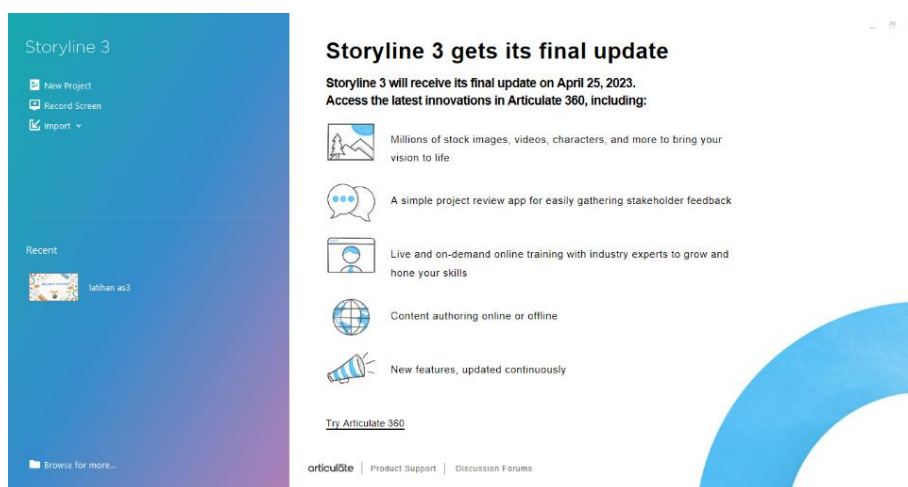 Storyline 3
New Project
Record Screen
Import
Recent
latihan as3
Browse for more...
Storyline 3 gets its final update
Storyline 3 will receive its final update on April 25, 2023.
Access the latest innovations in Articulate 360, including:
Millions of stock images, videos, characters, and more to bring your
vision to life
A simple project review app for easily gathering stakeholder feedback
Live and on-demand online training with industry experts to grow and
hone your skills
Content authoring online or offline
New features, updated continuously
Try Articulate 360
articulate | Product Support | Discussion Forums